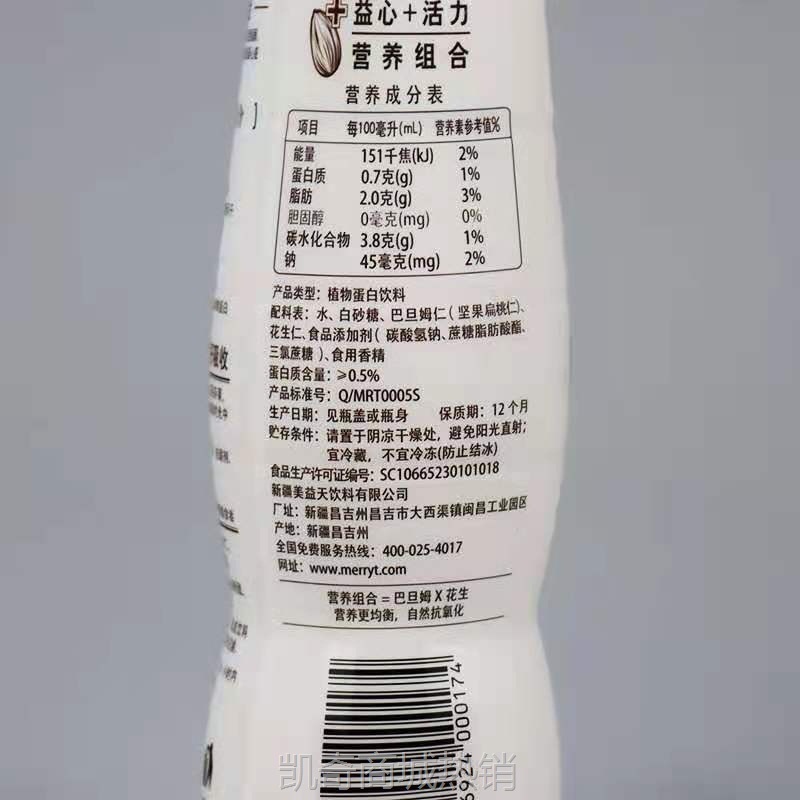 益心+活力
营养组合
营养成分表
项目 每100毫升(mL) 营养素参考值%
能量 151千焦(kJ) 2%
蛋白质 0.7克(g) 1%
脂肪 2.0克(g) 3%
胆固醇 0毫克(mg) 0%
碳水化合物 3.8克(g) 1%
钠 45毫克(mg) 2%
产品类型：植物蛋白饮料
配料表：水、白砂糖、巴旦姆仁(坚果扁桃仁)、
花生仁、食品添加剂(碳酸氢钠、蔗糖脂肪酸酯、
三氯蔗糖)、食用香精
蛋白质含量：≥0.5%
产品标准号：Q/MRT0005S
生产日期：见瓶盖或瓶身 保质期：12个月
贮存条件：请置于阴凉干燥处，避免阳光直射；
宜冷藏，不宜冷冻(防止结冰)
食品生产许可证编号：SC10665230101018
新疆美益天饮料有限公司
厂址：新疆昌吉州昌吉市大西渠镇闽昌工业园区
产地：新疆昌吉州
全国免费服务热线：400-025-4017
网址：www.merryt.com
营养组合=巴旦姆X花生
营养更均衡，自然抗氧化
6924 000174
吸收
凯奇商城热销